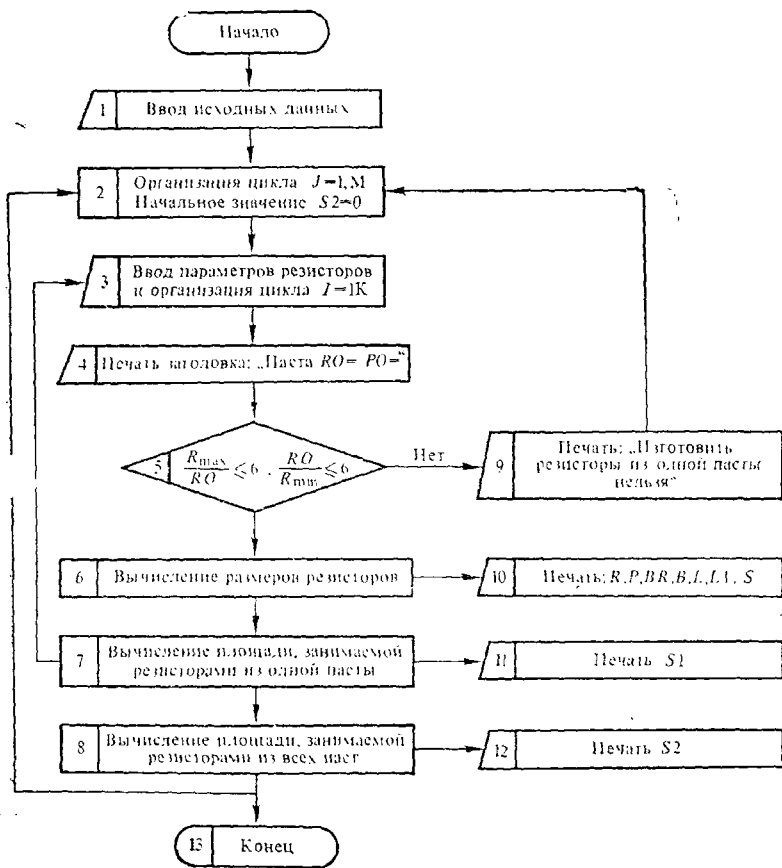 Начало
1 Ввод исходных данных
2 Организация цикла J=1,M
Начальное значение S2=0
3 Ввод параметров резисторов
и организация цикла I=1K
4 Печать заголовка: „Паста RO= PO=“
5 Rmax/RO ⩽6 , RO/Rmin ⩽6
Нет
9 Печать: „Изготовить
резисторы из одной пасты
нельзя“
6 Вычисление размеров резисторов
10 Печать: R,P,BR,B,L,L1, S
7 Вычисление площади, занимаемой
резисторами из одной пасты
11 Печать S1
8 Вычисление площади, занимаемой
резисторами из всех паст
12 Печать S2
13 Конец